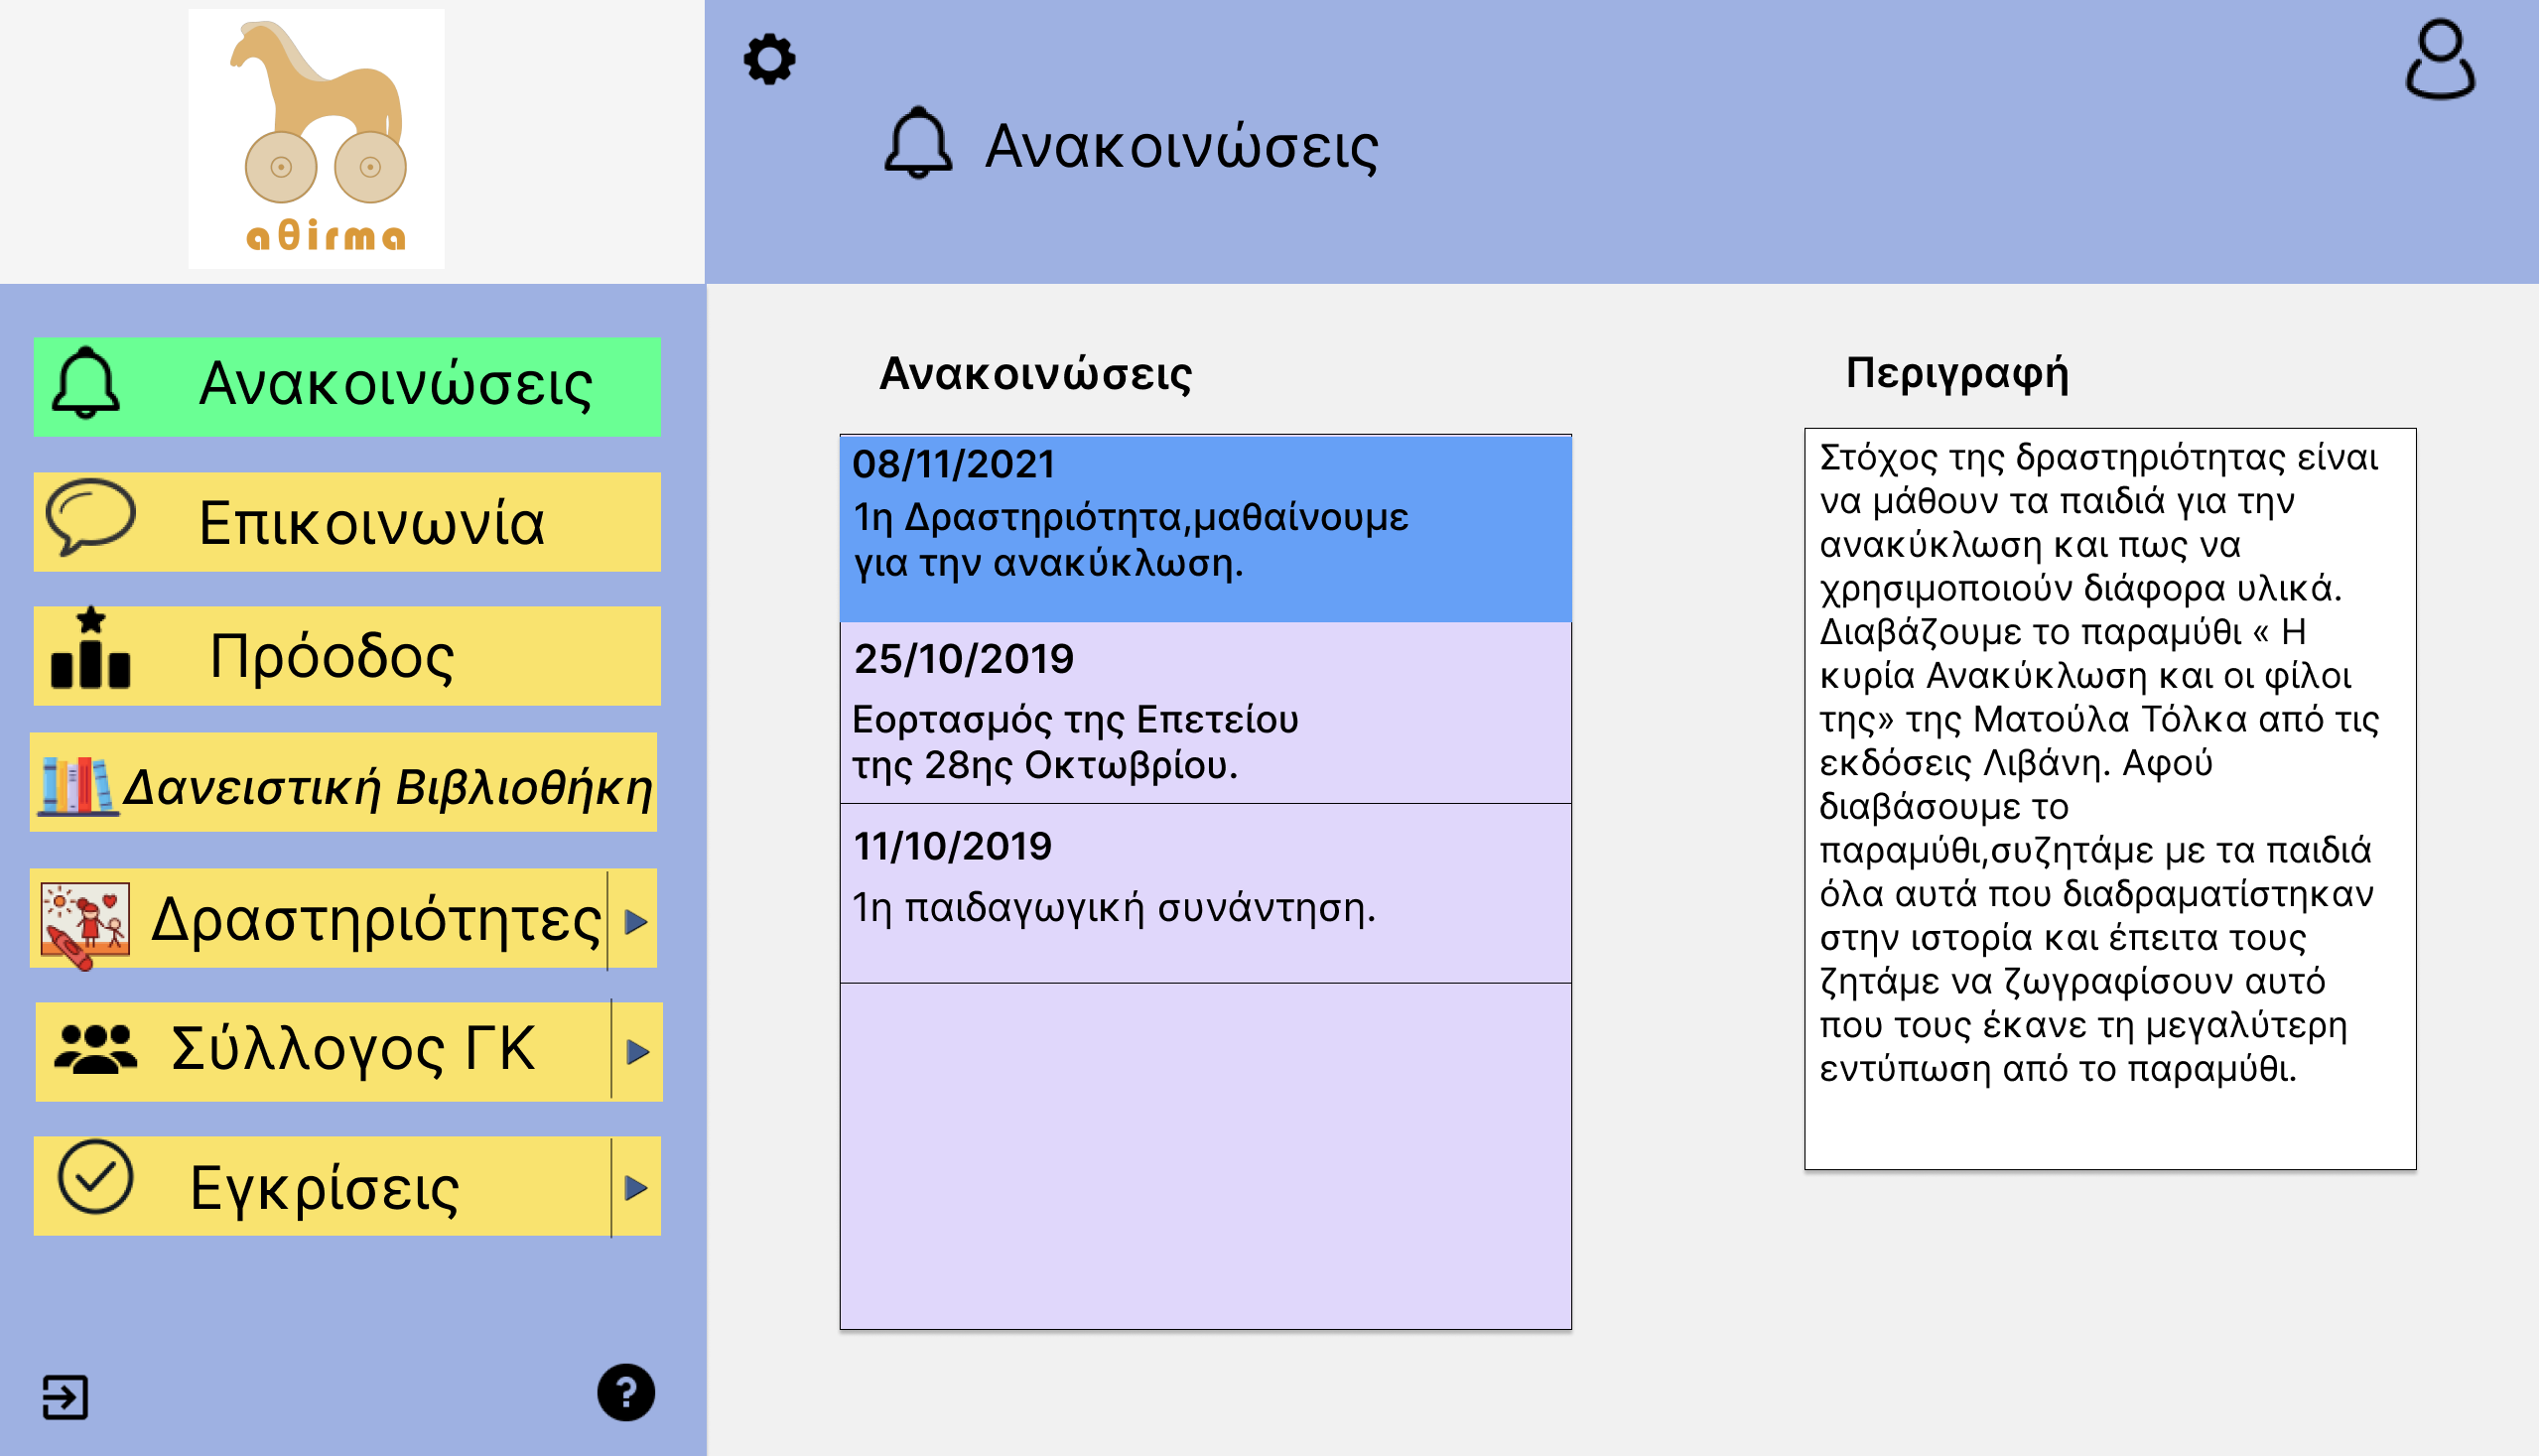 aθirma
Ανακοινώσεις
Ανακοινώσεις
Επικοινωνία
Πρόοδος
Δανειστική Βιβλιοθήκη
Δραστηριότητες
Σύλλογος ΓΚ
Εγκρίσεις
?
Ανακοινώσεις
08/11/2021
1η Δραστηριότητα,μαθαίνουμε
για την ανακύκλωση.
25/10/2019
Εορτασμός της Επετείου
της 28ης Οκτωβρίου.
11/10/2019
1η παιδαγωγική συνάντηση.
Περιγραφή
Στόχος της δραστηριότητας είναι
να μάθουν τα παιδιά για την
ανακύκλωση και πως να
χρησιμοποιούν διάφορα υλικά.
Διαβάζουμε το παραμύθι « Η
κυρία Ανακύκλωση και οι φίλοι
της» της Ματούλα Τόλκα από τις
εκδόσεις Λιβάνη. Αφού
διαβάσουμε το
παραμύθι,συζητάμε με τα παιδιά
όλα αυτά που διαδραματίστηκαν
στην ιστορία και έπειτα τους
ζητάμε να ζωγραφίσουν αυτό
που τους έκανε τη μεγαλύτερη
εντύπωση από το παραμύθι.